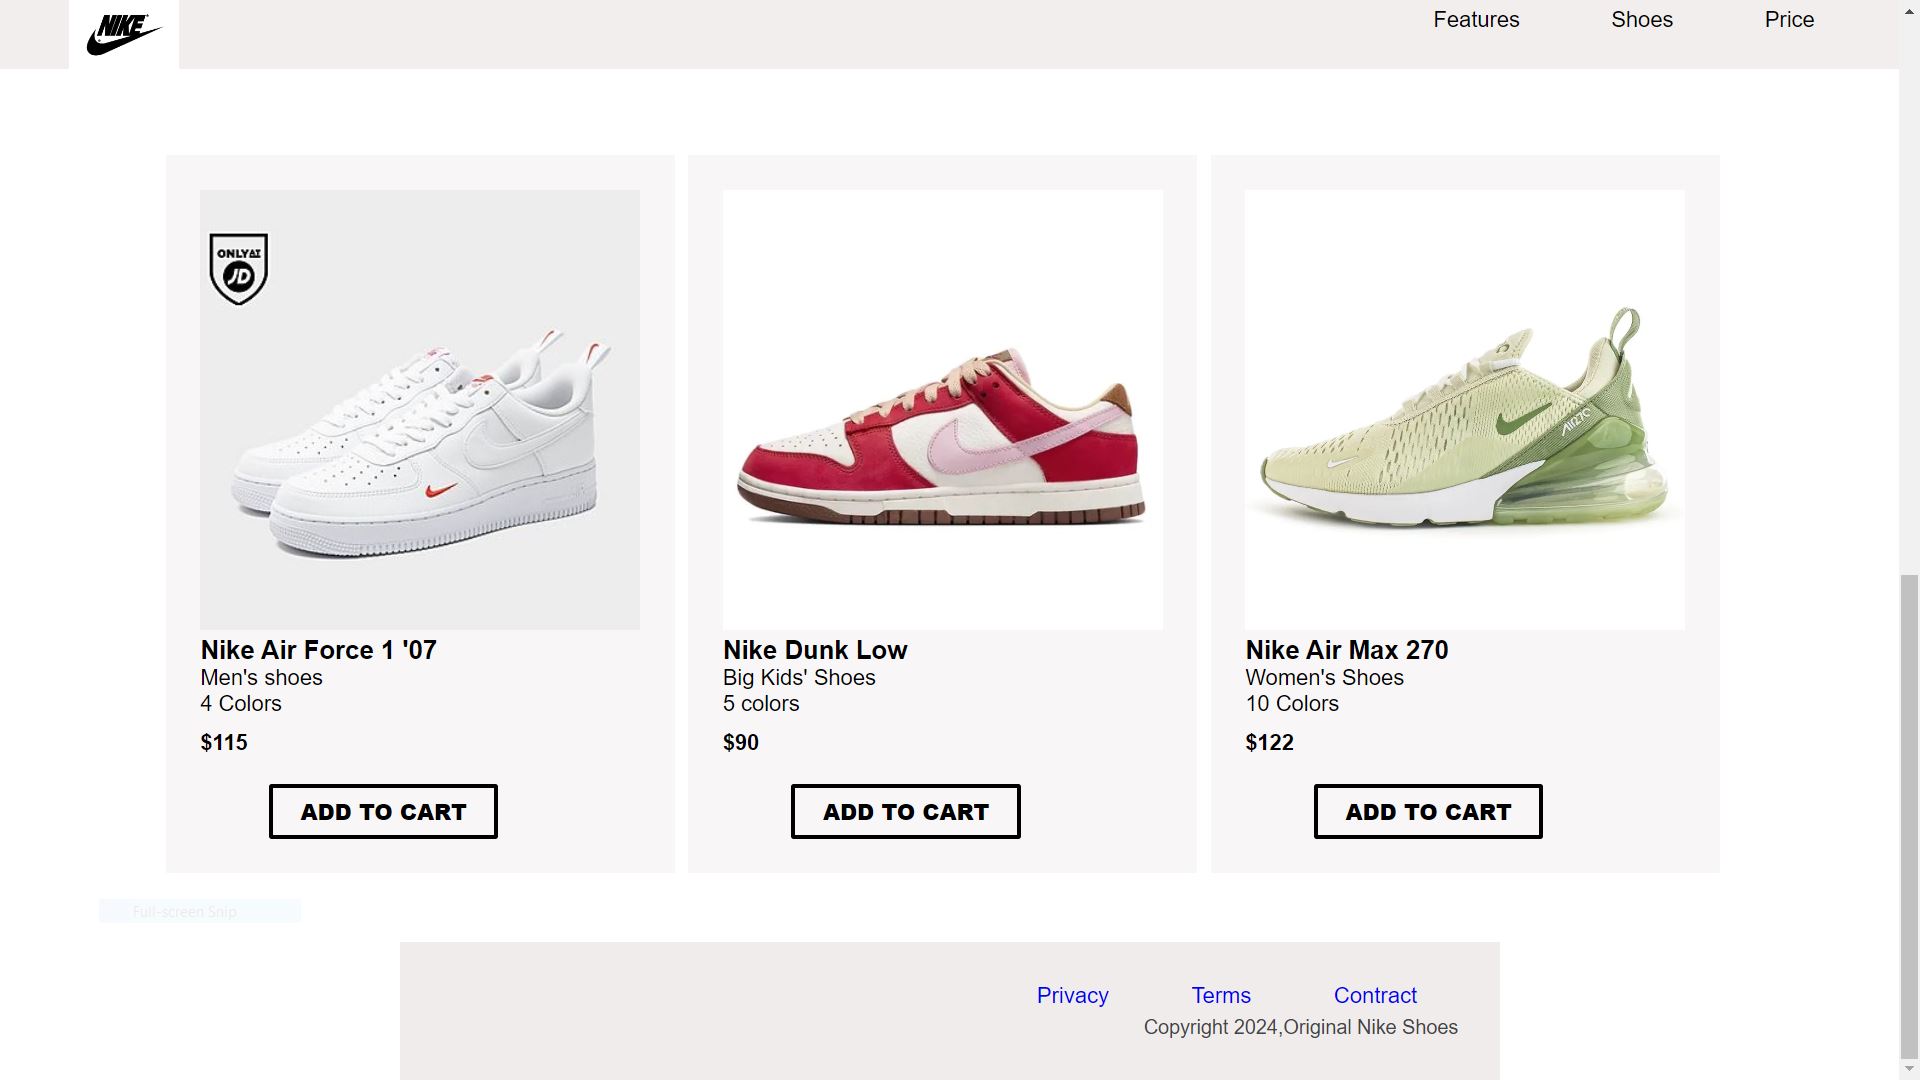 NIKE
Features
Shoes
Price
ONLY AT
JD
AIR 270
Nike Air Force 1 '07
Men's shoes
4 Colors
$115
ADD TO CART
Nike Dunk Low
Big Kids' Shoes
5 colors
$90
ADD TO CART
Nike Air Max 270
Women's Shoes
10 Colors
$122
ADD TO CART
Full-screen Snip
Privacy
Terms
Contract
Copyright 2024,Original Nike Shoes